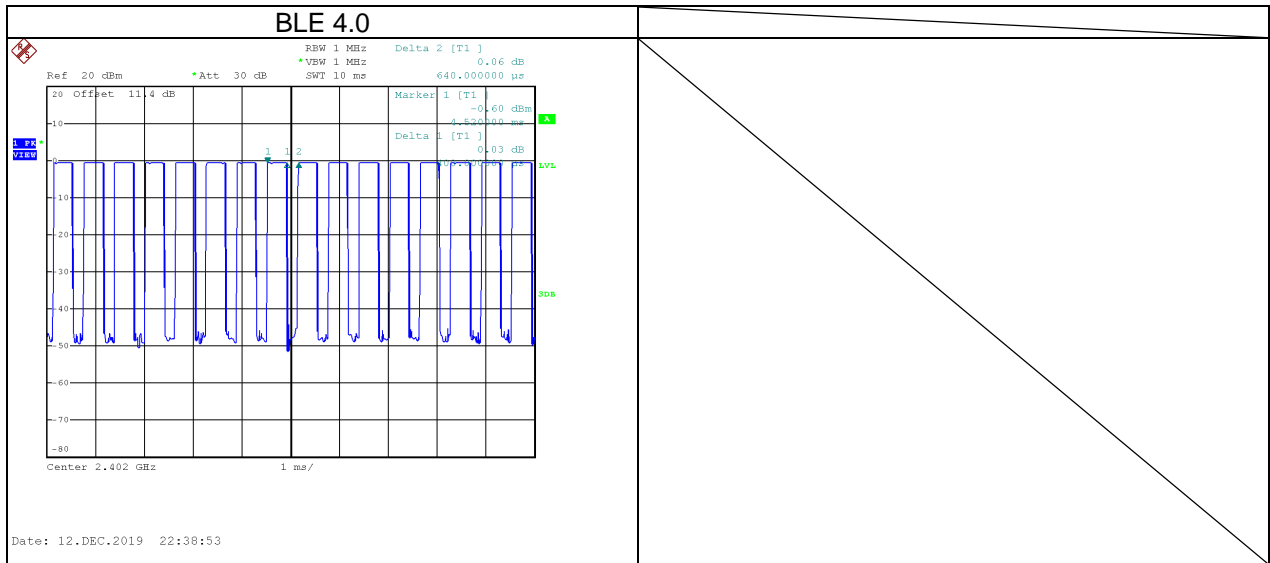 BLE 4.0
RBW 1 MHz Delta 2 [T1 ]
*VBW 1 MHz 0.06 dB
Ref 20 dBm *Att 30 dB SWT 10 ms 640.000000 µs
20 Offset 11.4 dB Marker 1 [T1 ]
-0.60 dBm
A
-10 4.520000 ms
Delta 1 [T1 ]
1 PK *
VIEW
0.03 dB
1 1 2
0
LVL
-10
-20
-30
3DB
-40
-50
-60
-70
-80
Center 2.402 GHz 1 ms/
Date: 12.DEC.2019 22:38:53